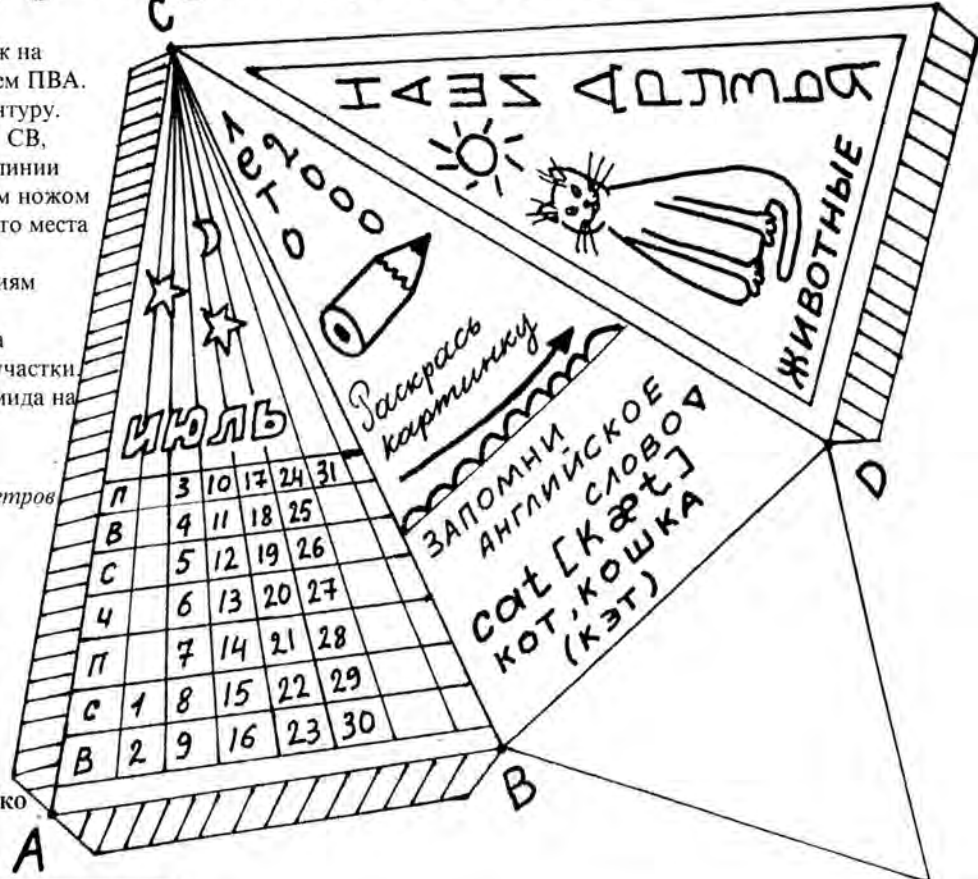 С
ж на
ем ПВА.
нтуру.
СВ,
линии
м ножом
то места
иям
а
участки.
мида на
етров
ко
НАШИ ДРУЗЬЯ
ЖИВОТНЫЕ
Лето
2000
Раскрась
картинку
ИЮЛЬ
П 3 10 17 24 31
В 4 11 18 25
С 5 12 19 26
Ч 6 13 20 27
П 7 14 21 28
С 1 8 15 22 29
В 2 9 16 23 30
ЗАПОМНИ
АНГЛИЙСКОЕ
СЛОВО
cat [kæt]
КОТ, КОШКА
(КЭТ)
A
B
D